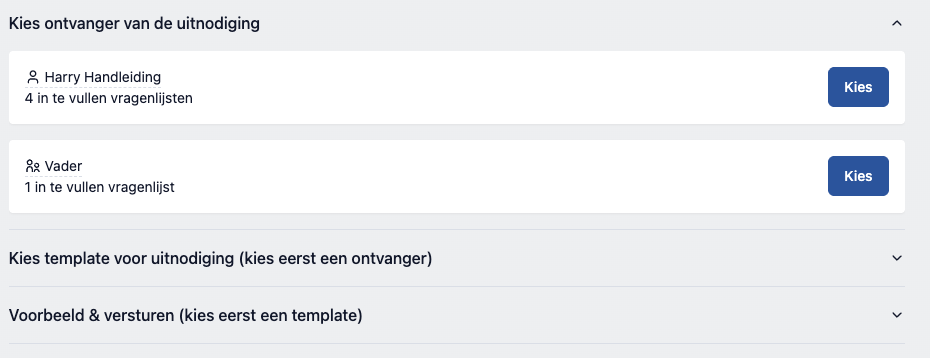 Kies ontvanger van de uitnodiging
Harry Handleiding
4 in te vullen vragenlijsten
Kies
Vader
1 in te vullen vragenlijst
Kies
Kies template voor uitnodiging (kies eerst een ontvanger)
Voorbeeld & versturen (kies eerst een template)